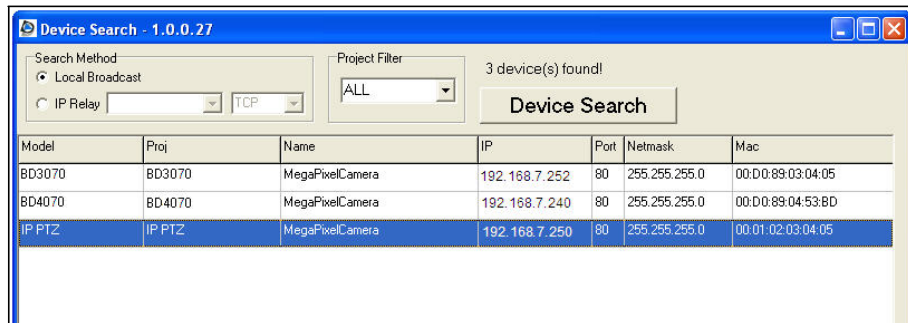 Device Search - 1.0.0.27
Search Method
Local Broadcast
IP Relay TCP
Project Filter
ALL
3 device(s) found!
Device Search
Model Proj Name IP Port Netmask Mac
BD3070 BD3070 MegaPixelCamera 192.168.7.252 80 255.255.255.0 00:D0:89:03:04:05
BD4070 BD4070 MegaPixelCamera 192.168.7.240 80 255.255.255.0 00:D0:89:04:53:BD
IP PTZ IP PTZ MegaPixelCamera 192.168.7.250 80 255.255.255.0 00:01:02:03:04:05